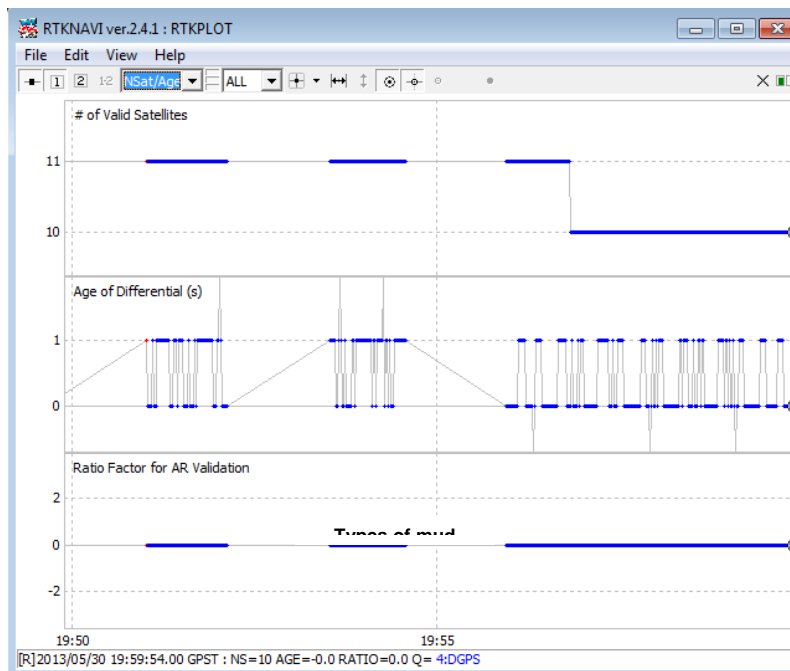 RTKNAVI ver.2.4.1 : RTKPLOT
File Edit View Help
1 2 1-2 NSat/Age ALL
# of Valid Satellites
11
10
Age of Differential (s)
1
0
Ratio Factor for AR Validation
2
Types of mud
0
-2
19:50 19:55
[R]2013/05/30 19:59:54.00 GPST : NS=10 AGE=-0.0 RATIO=0.0 Q= 4:DGPS